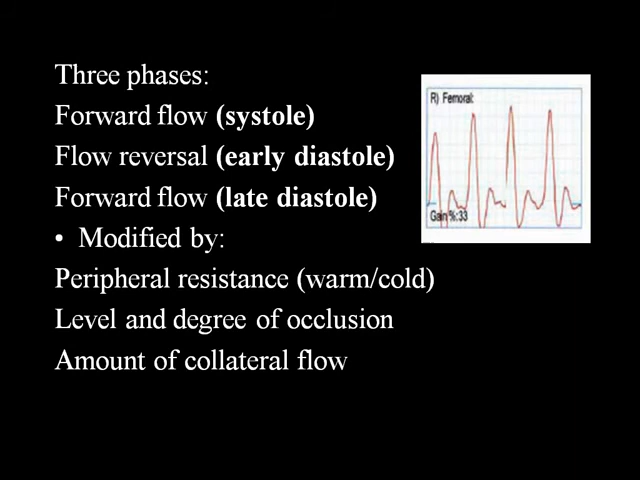 Three phases:
Forward flow (systole)
Flow reversal (early diastole)
Forward flow (late diastole)
• Modified by:
Peripheral resistance (warm/cold)
Level and degree of occlusion
Amount of collateral flow
R) Femoral:
Gain %:33